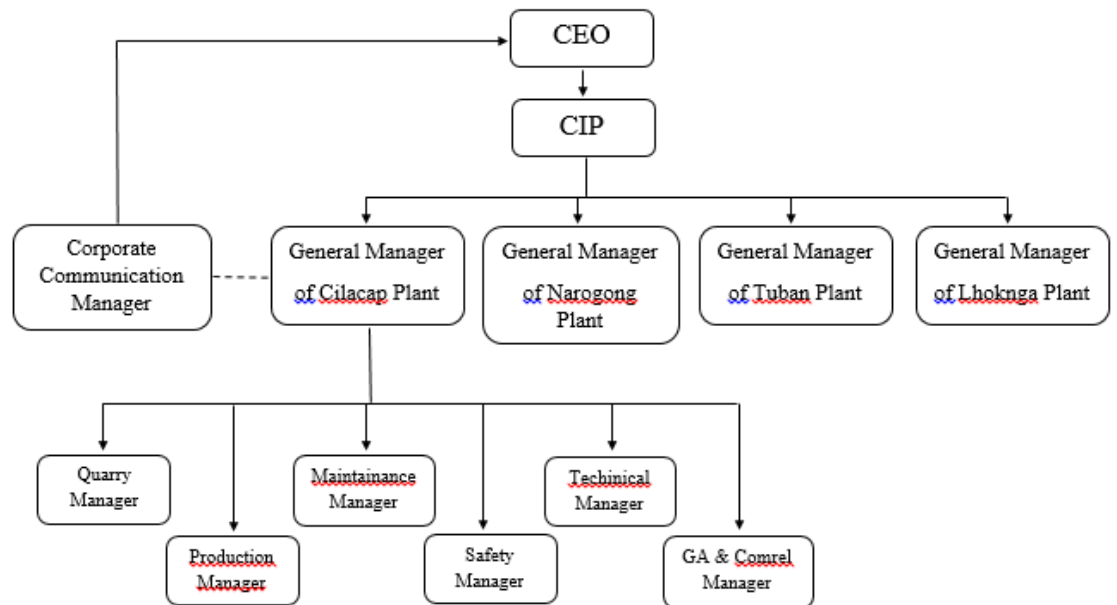 CEO
CIP
Corporate
Communication
Manager
General Manager
of Cilacap Plant
General Manager
of Narogong
Plant
General Manager
of Tuban Plant
General Manager
of Lhoknga Plant
Quarry
Manager
Maintainance
Manager
Techinical
Manager
Production
Manager
Safety
Manager
GA & Comrel
Manager